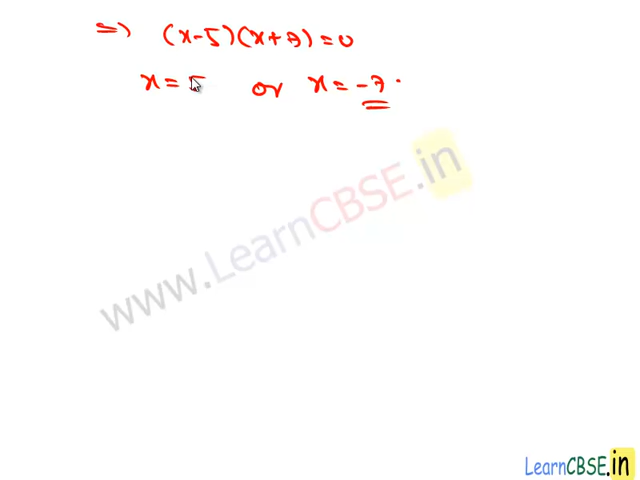 => (x-5)(x+7)=0
x=5 or x=-7.
www.LearnCBSE.in
LearnCBSE.in